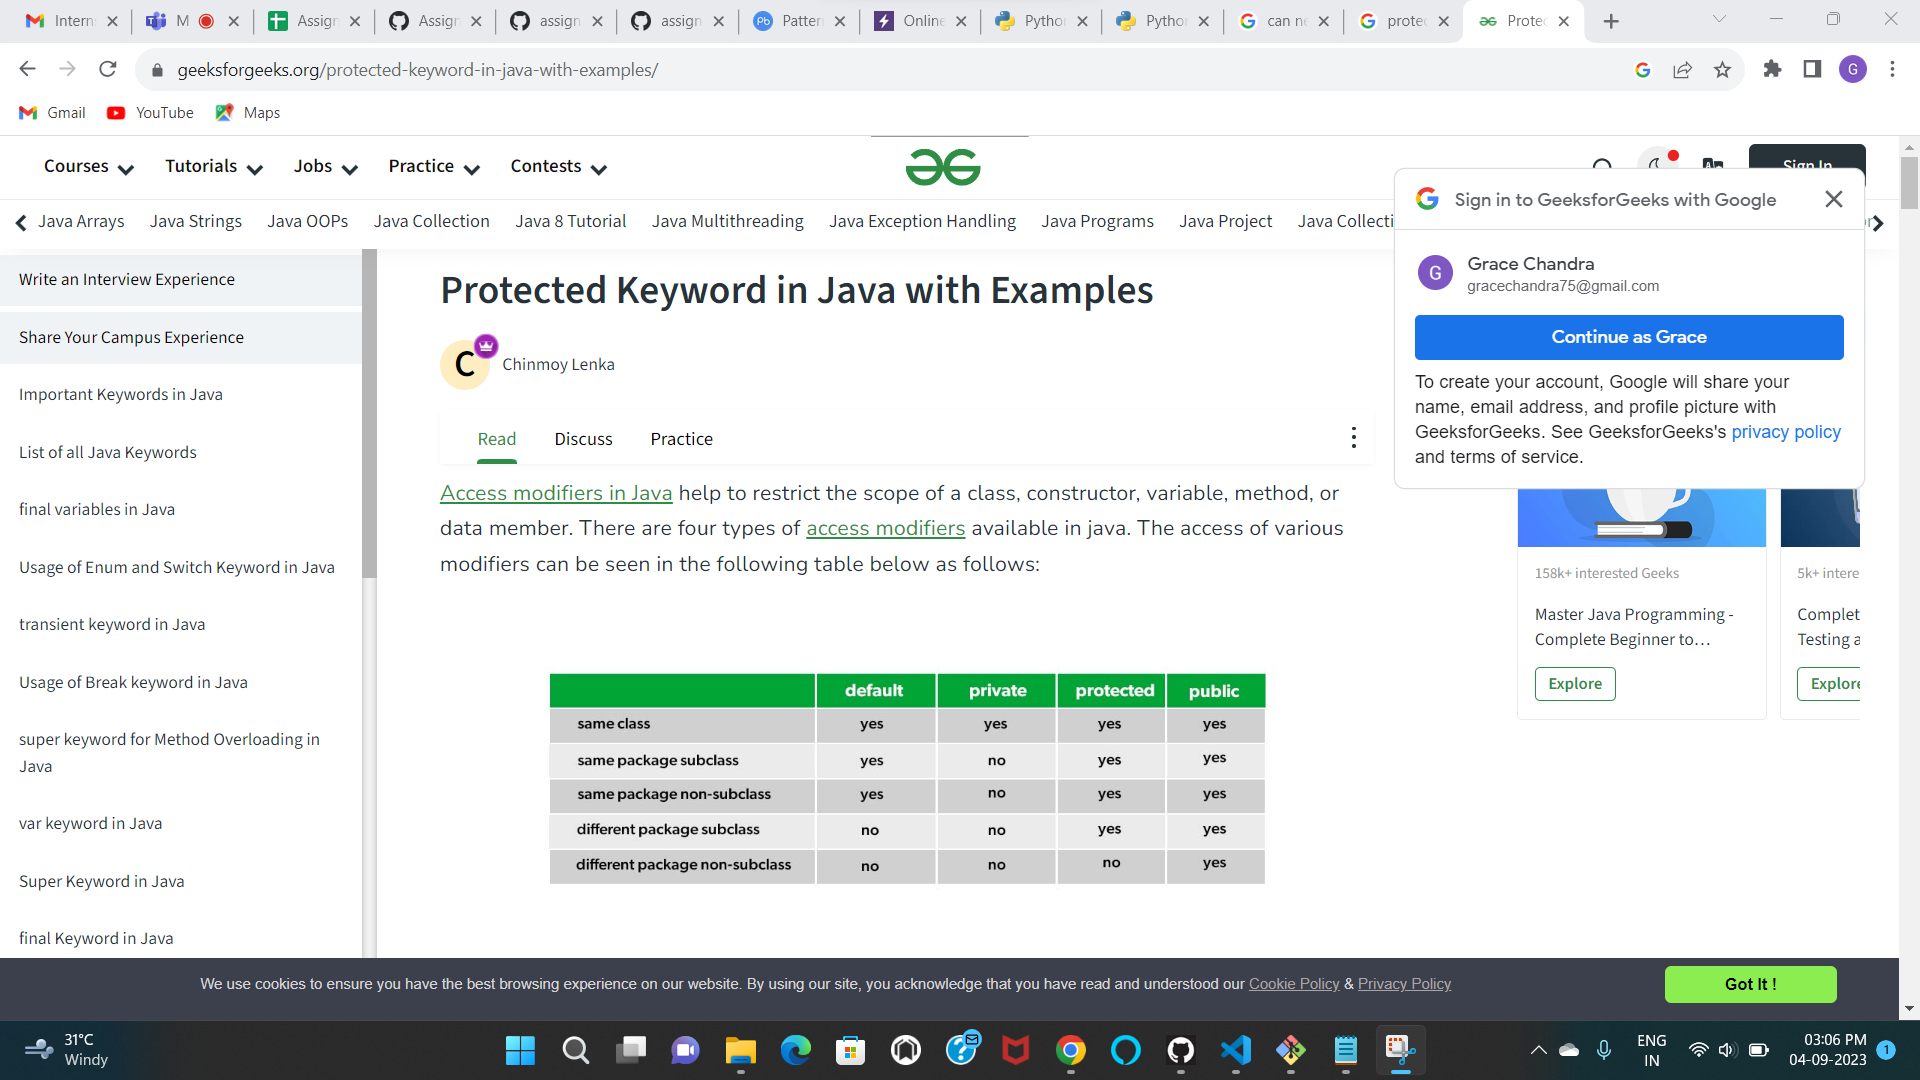 Intern
M
Assign
Assign
assign
assign
Patter
Online
Python
Python
can ne
protec
Protec
geeksforgeeks.org/protected-keyword-in-java-with-examples/
G
Gmail
YouTube
Maps
Courses
Tutorials
Jobs
Practice
Contests
Sign In
Java Arrays
Java Strings
Java OOPs
Java Collection
Java 8 Tutorial
Java Multithreading
Java Exception Handling
Java Programs
Java Project
Java Collecti
Sign in to GeeksforGeeks with Google
G
Grace Chandra
gracechandra75@gmail.com
Continue as Grace
To create your account, Google will share your
name, email address, and profile picture with
GeeksforGeeks. See GeeksforGeeks's privacy policy
and terms of service.
Write an Interview Experience
Share Your Campus Experience
Important Keywords in Java
List of all Java Keywords
final variables in Java
Usage of Enum and Switch Keyword in Java
transient keyword in Java
Usage of Break keyword in Java
super keyword for Method Overloading in
Java
var keyword in Java
Super Keyword in Java
final Keyword in Java
Protected Keyword in Java with Examples
C
Chinmoy Lenka
Read
Discuss
Practice
Access modifiers in Java help to restrict the scope of a class, constructor, variable, method, or
data member. There are four types of access modifiers available in java. The access of various
modifiers can be seen in the following table below as follows:
default private protected public
same class yes yes yes yes
same package subclass yes no yes yes
same package non-subclass yes no yes yes
different package subclass no no yes yes
different package non-subclass no no no yes
158k+ interested Geeks
Master Java Programming -
Complete Beginner to...
Explore
5k+ intere
Complet
Testing a
Explore
We use cookies to ensure you have the best browsing experience on our website. By using our site, you acknowledge that you have read and understood our Cookie Policy & Privacy Policy
Got It !
31°C
Windy
ENG
IN
03:06 PM
04-09-2023
1